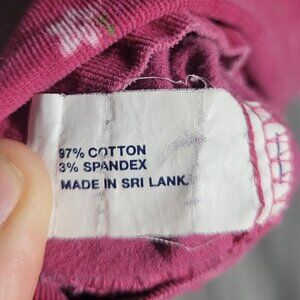 97% COTTON
3% SPANDEX
MADE IN SRI LANK.